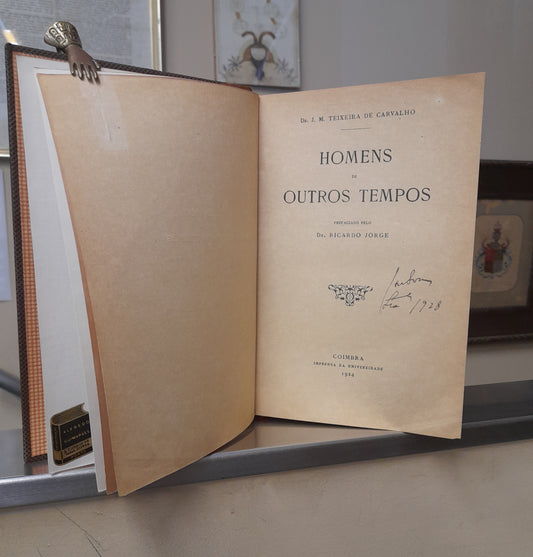 Dr. J. M. TEIXEIRA DE CARVALHO
HOMENS
DE
OUTROS TEMPOS
PREFACIADO PELO
Dr. RICARDO JORGE
1928
COIMBRA
IMPRENSA DA UNIVERSIDADE
1924